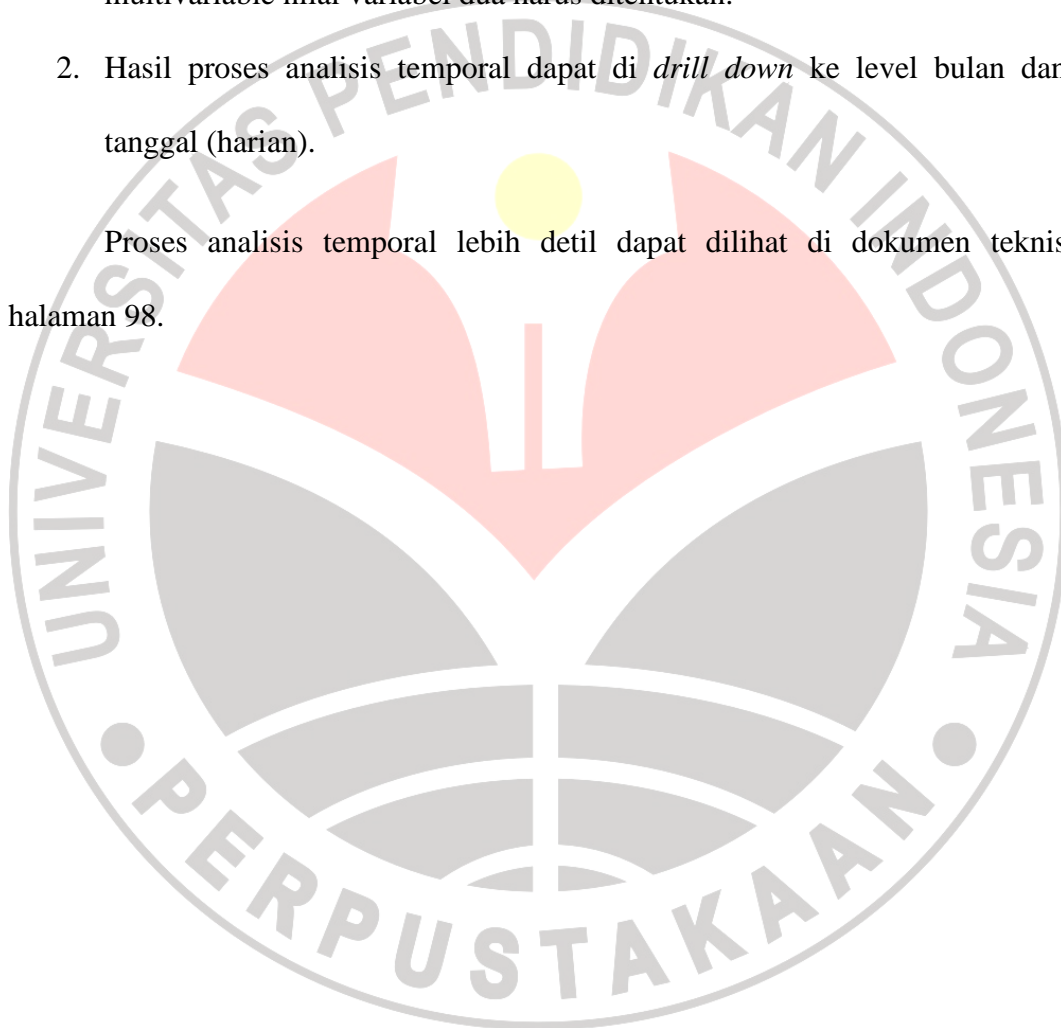 multivariable nilai variabel dua harus ditentukan.
2. Hasil proses analisis temporal dapat di drill down ke level bulan dan
tanggal (harian).
Proses analisis temporal lebih detil dapat dilihat di dokumen teknis
halaman 98.
UNIVERSITAS PENDIDIKAN INDONESIA
PERPUSTAKAAN